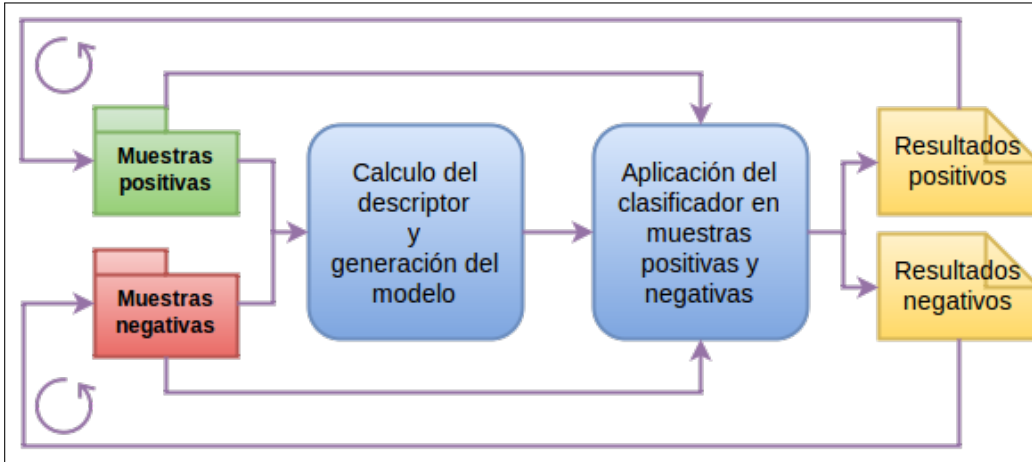 Muestras
positivas
Muestras
negativas
Calculo del
descriptor
y
generación del
modelo
Aplicación del
clasificador en
muestras
positivas y
negativas
Resultados
positivos
Resultados
negativos